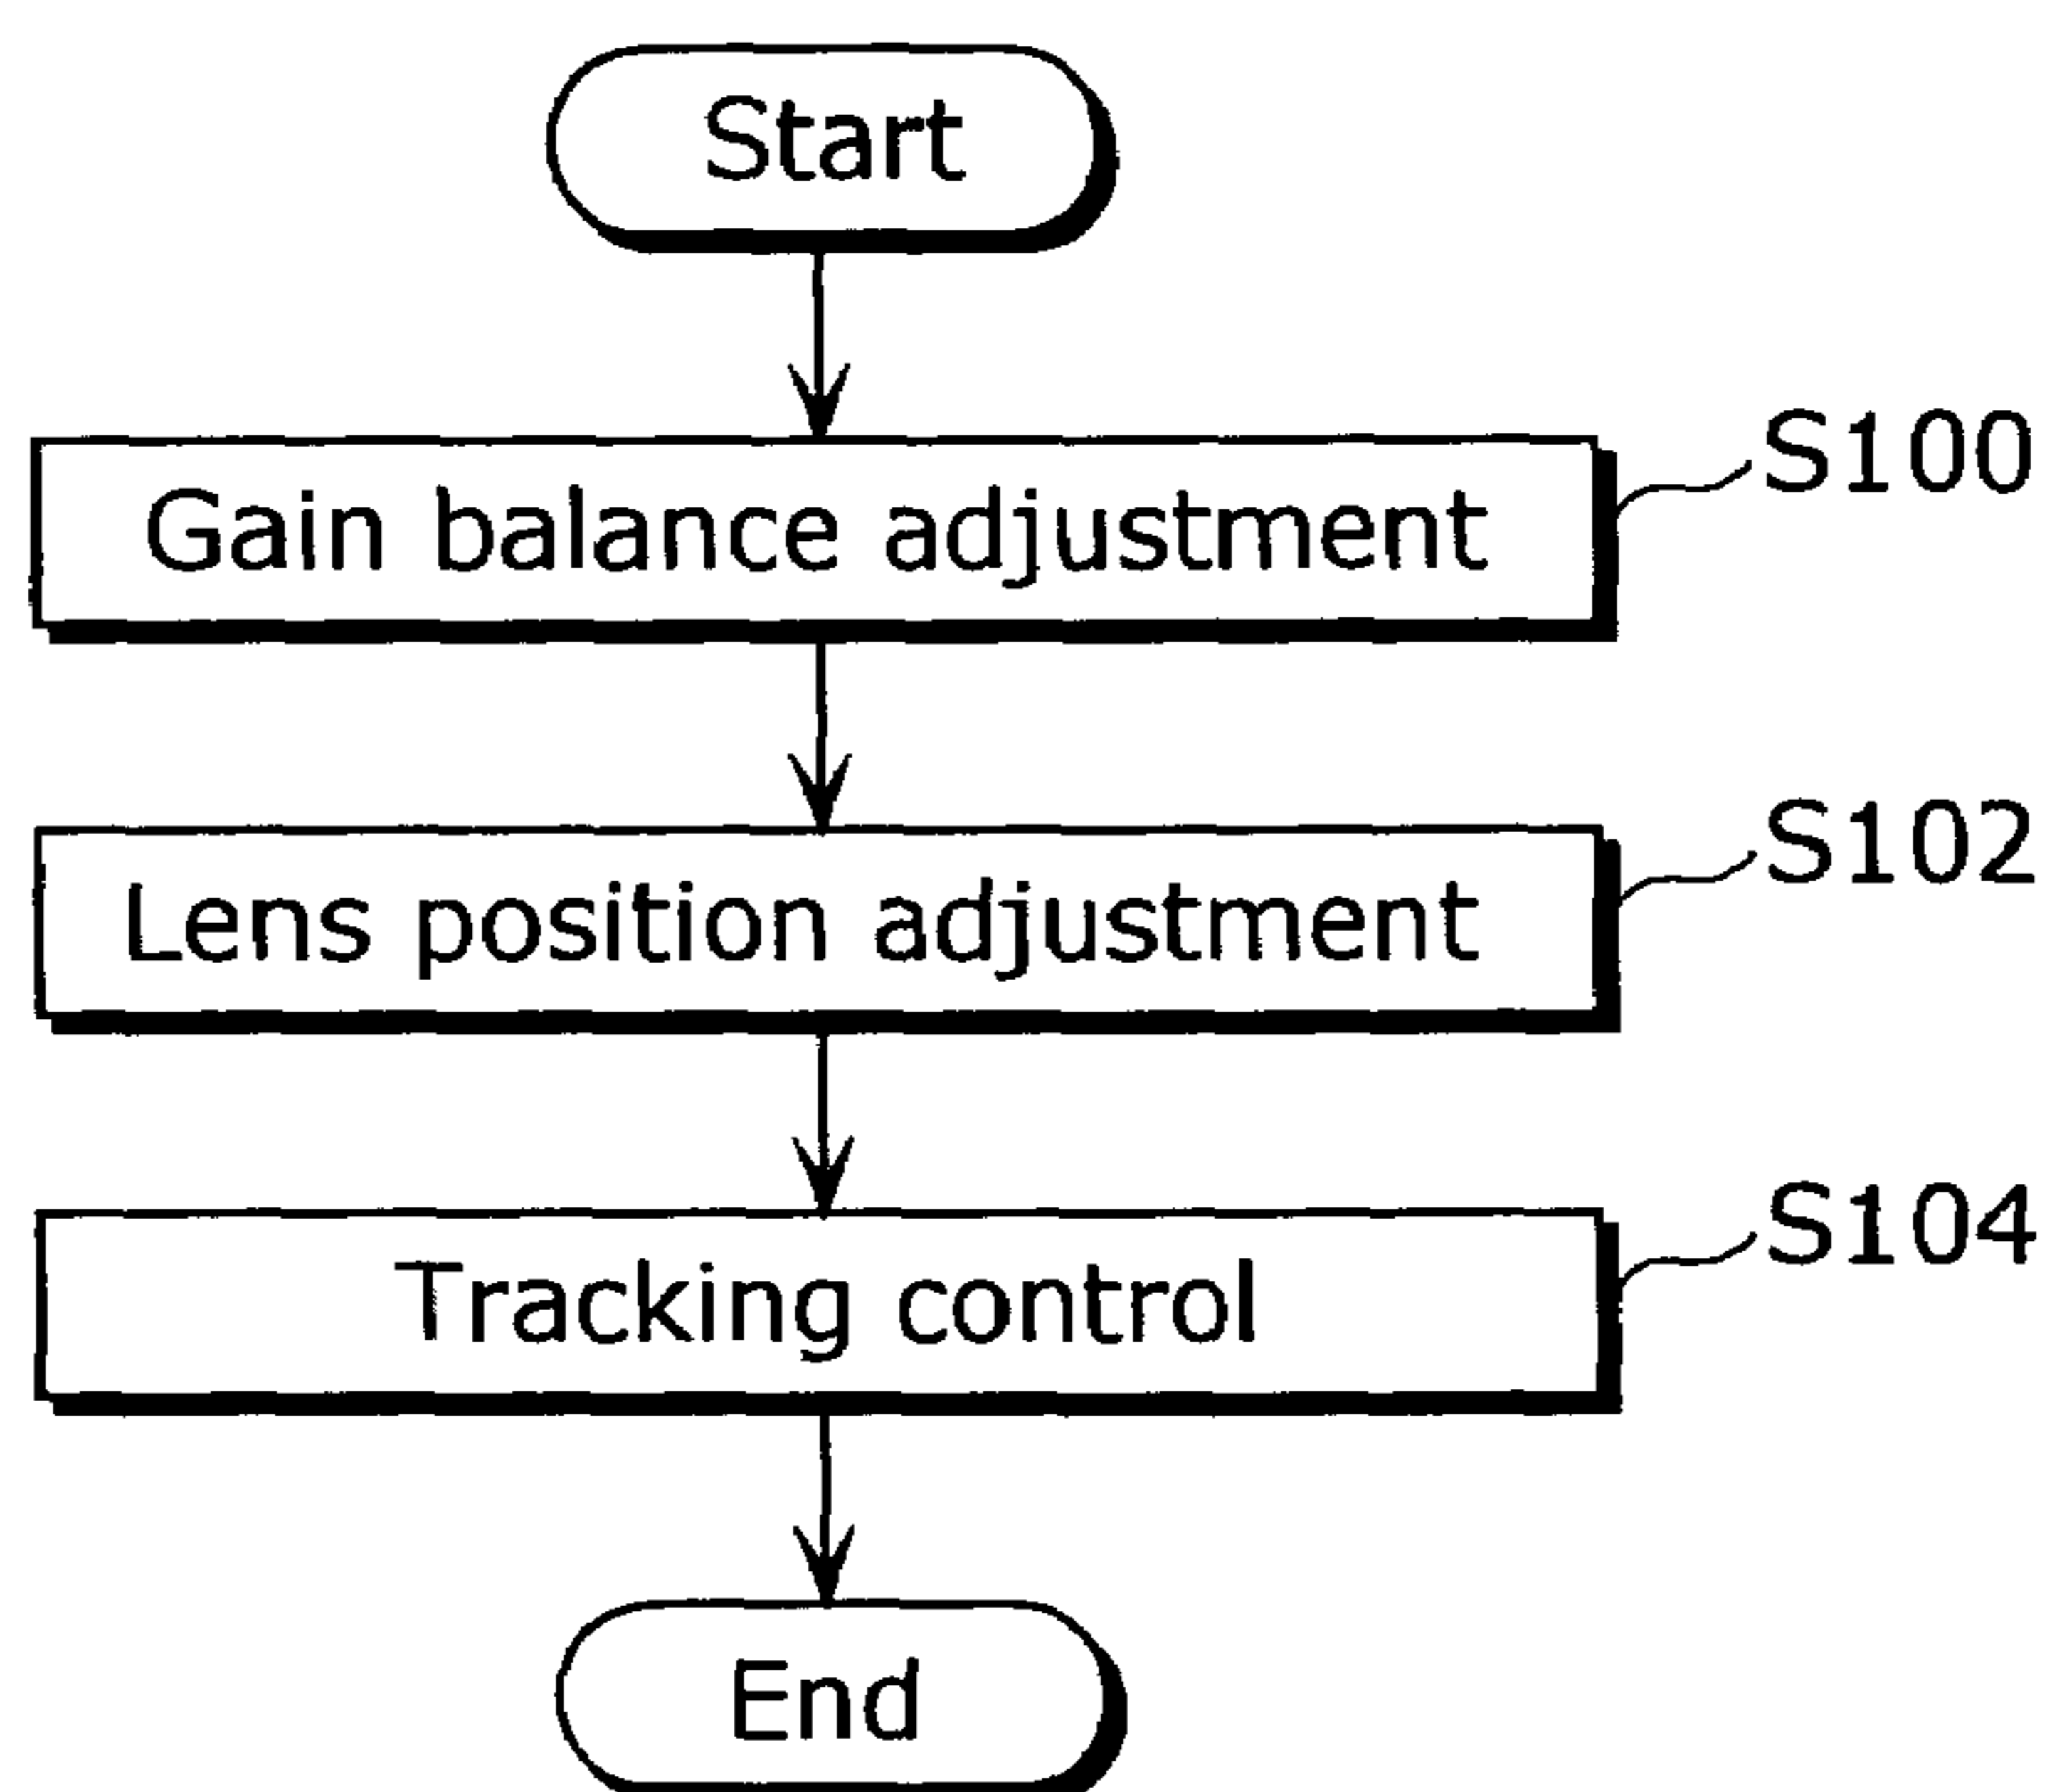 Start
Gain balance adjustment
S100
Lens position adjustment
S102
Tracking control
S104
End